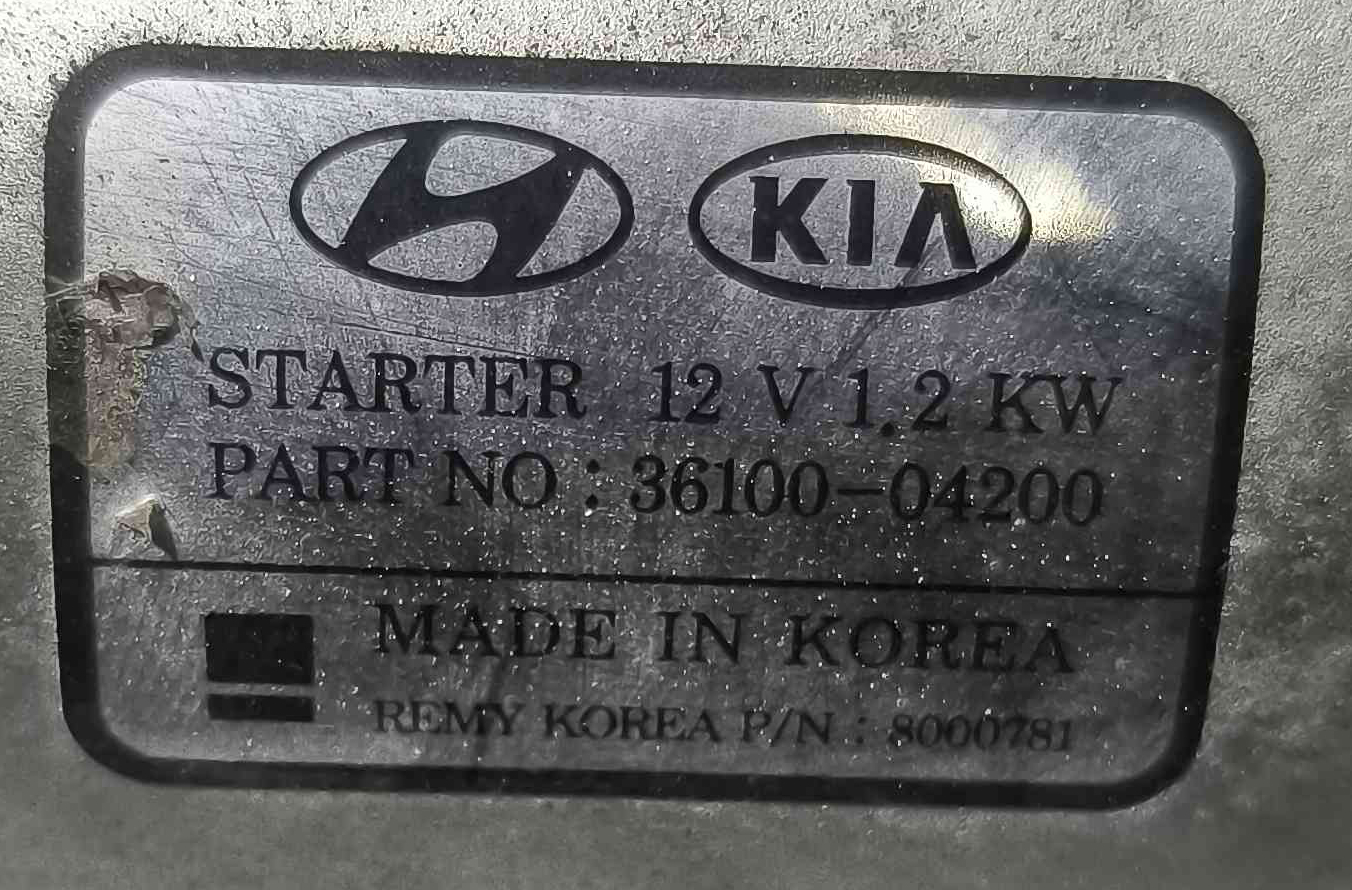 KIA
STARTER 12 V 1.2 KW
PART NO : 36100-04200
MADE IN KOREA
REMY KOREA P/N : 8000781